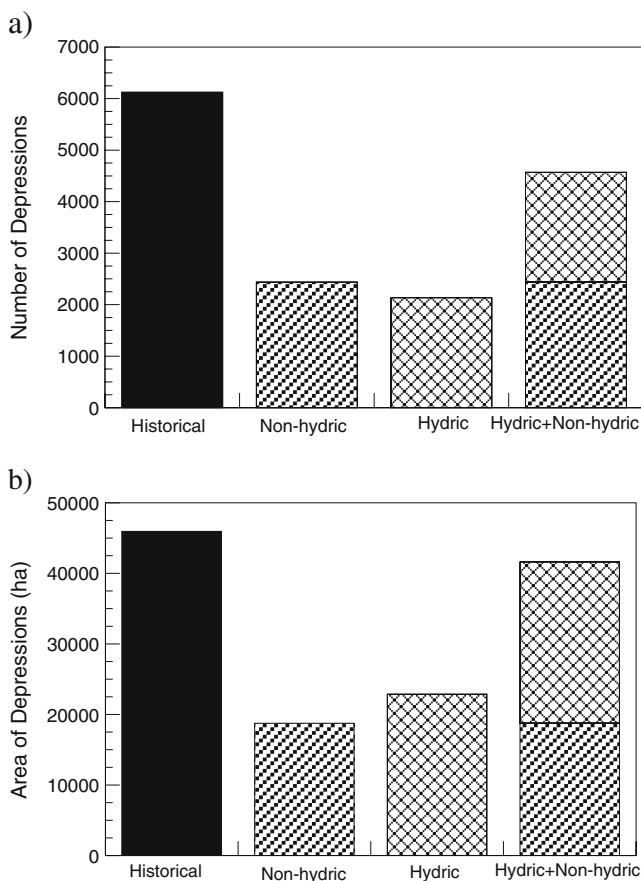 a)
Number of Depressions
7000
6000
5000
4000
3000
2000
1000
0
Historical Non-hydric Hydric Hydric+Non-hydric
b)
Area of Depressions (ha)
50000
40000
30000
20000
10000
0
Historical Non-hydric Hydric Hydric+Non-hydric